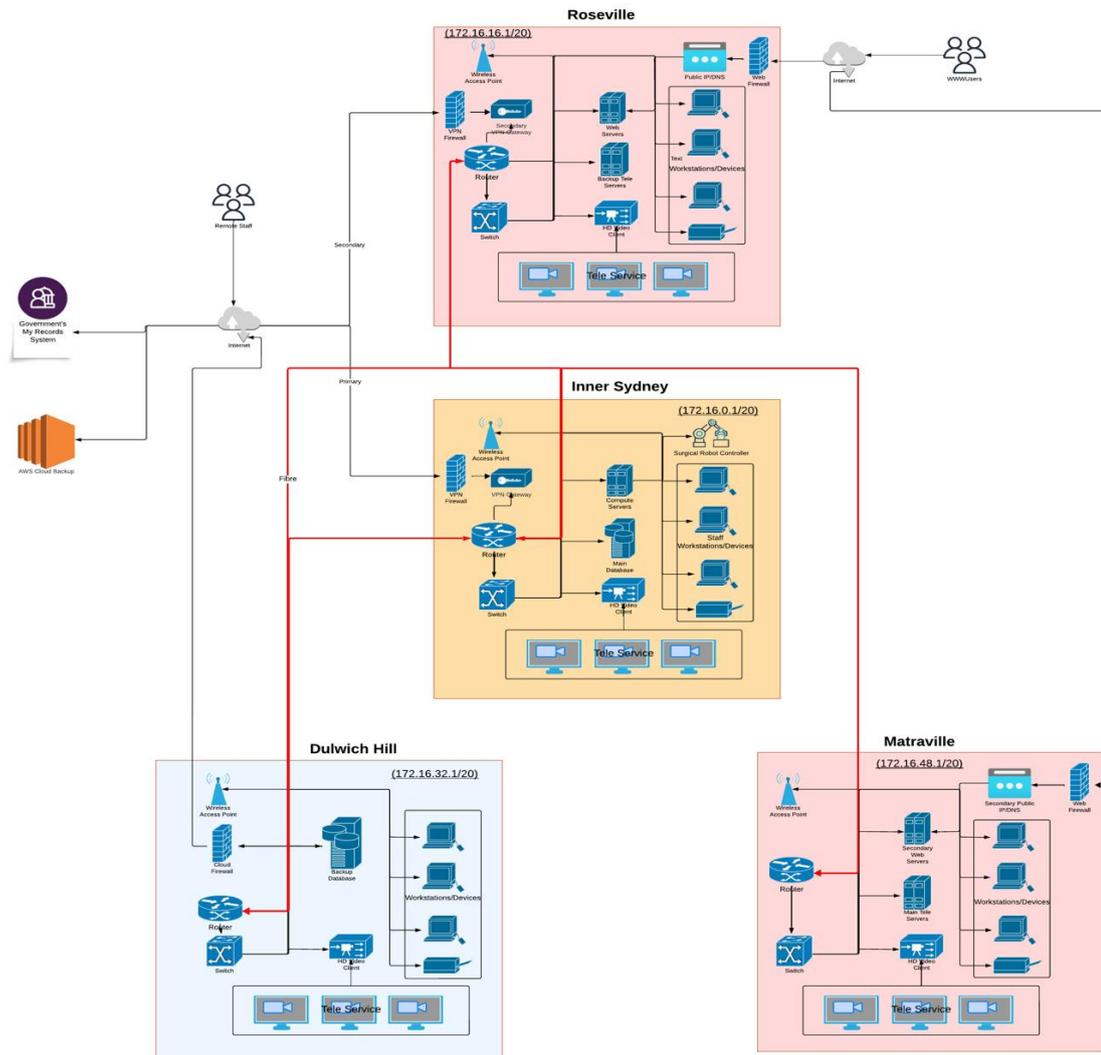 Roseville
(172.16.16.1/20)
Wireless
Access Point
Public IP/DNS
Web
Firewall
Internet
WWWUsers
VPN
Firewall
Secondary
VPN Gateway
Web
Servers
Text
Workstations/Devices
Router
Backup Tele
Servers
Switch
HD Video
Client
Tele Service
Remote Staff
Secondary
Government's
My Records
System
Internet
Primary
AWS Cloud Backup
Fibre
Inner Sydney
(172.16.0.1/20)
Wireless
Access Point
Surgical Robot Controller
VPN
Firewall
VPN Gateway
Compute
Servers
Staff
Workstations/Devices
Router
Main
Database
Switch
HD Video
Client
Tele Service
Dulwich Hill
(172.16.32.1/20)
Wireless
Access Point
Cloud
Firewall
Backup
Database
Workstations/Devices
Router
Switch
HD Video
Client
Tele Service
Matraville
(172.16.48.1/20)
Wireless
Access Point
Secondary Public
IP/DNS
Web
Firewall
Secondary
Web
Servers
Router
Main Tele
Servers
Workstations/Devices
Switch
HD Video
Client
Tele Service